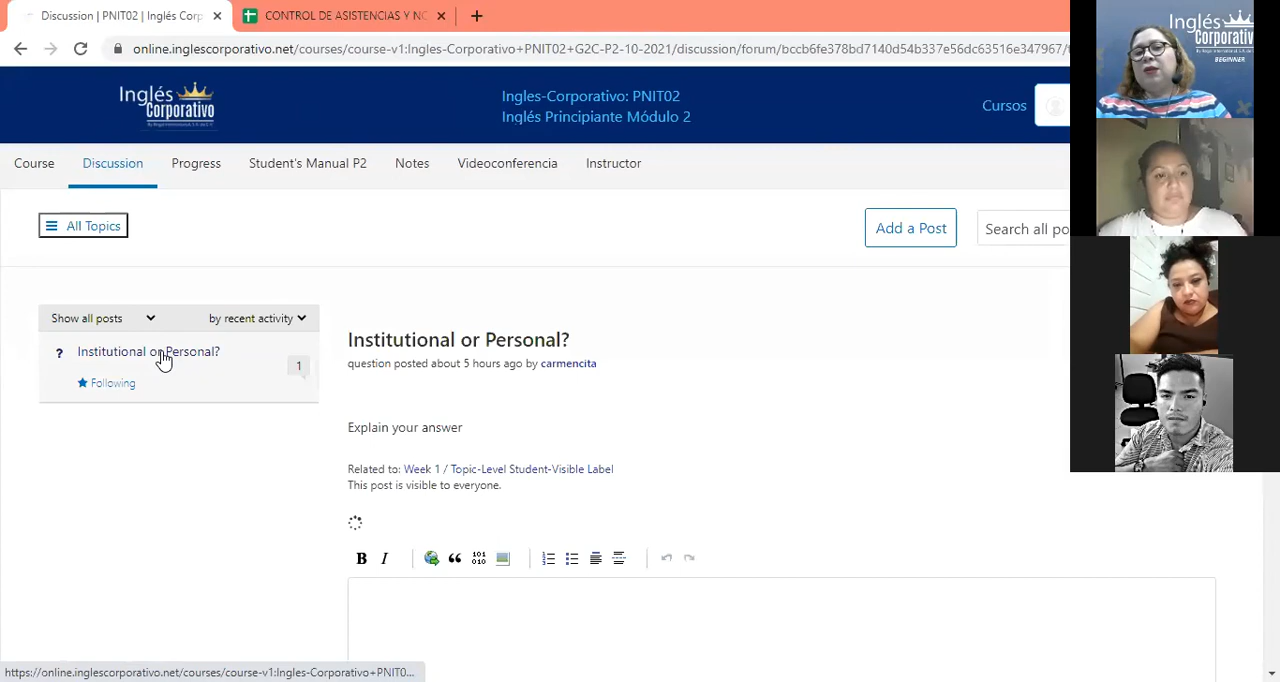 Discussion | PNIT02 | Inglés Corp
CONTROL DE ASISTENCIAS Y NO
online.inglescorporativo.net/courses/course-v1:Ingles-Corporativo+PNIT02+G2C-P2-10-2021/discussion/forum/bccb6fe378bd7140d54b337e56dc63516e347967/
Inglés
Corporativo
BEGINNER
Inglés
Corporativo
Ingles-Corporativo: PNIT02
Inglés Principiante Módulo 2
Cursos
Course
Discussion
Progress
Student's Manual P2
Notes
Videoconferencia
Instructor
All Topics
Add a Post
Search all po
Show all posts
by recent activity
? Institutional or Personal?
1
Following
Institutional or Personal?
question posted about 5 hours ago by carmencita
Explain your answer
Related to: Week 1 / Topic-Level Student-Visible Label
This post is visible to everyone.
B I
101
010
https://online.inglescorporativo.net/courses/course-v1:Ingles-Corporativo+PNIT0...